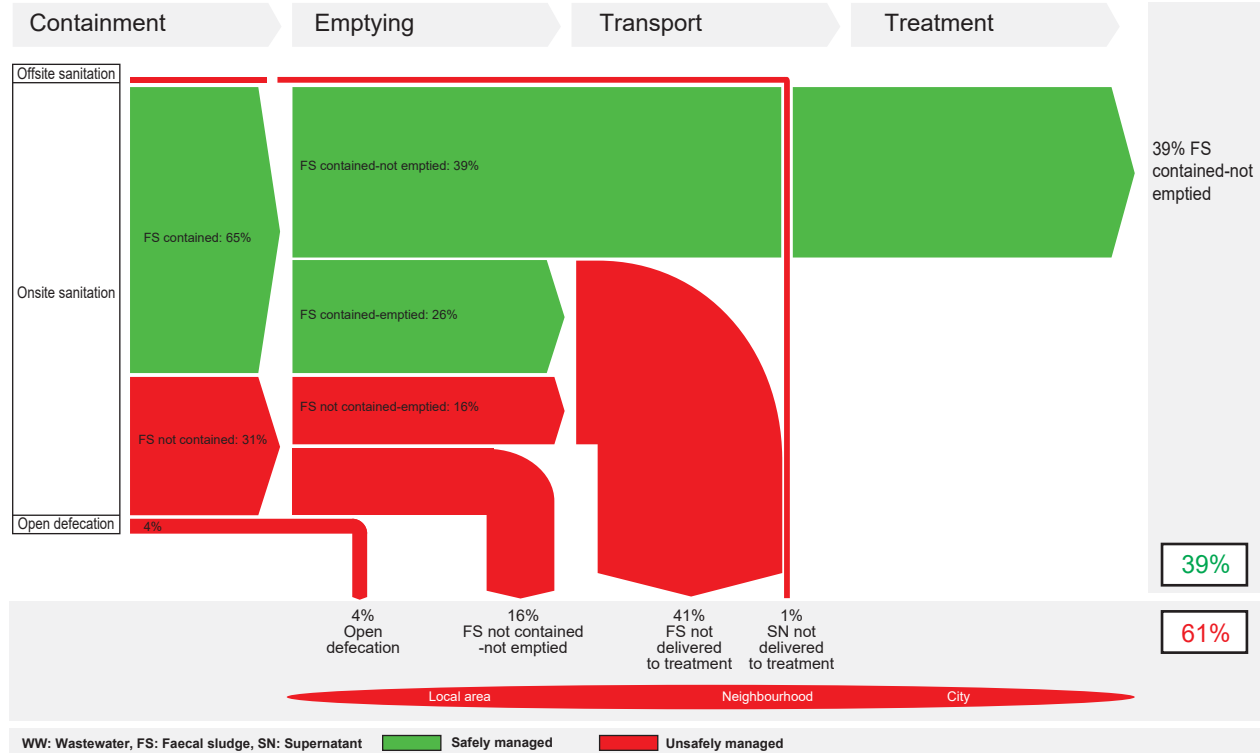 Containment
Emptying
Transport
Treatment
Offsite sanitation
Onsite sanitation
Open defecation
FS contained: 65%
FS not contained: 31%
4%
FS contained-not emptied: 39%
FS contained-emptied: 26%
FS not contained-emptied: 16%
39% FS
contained-not
emptied
39%
61%
4%
Open
defecation
16%
FS not contained
-not emptied
41%
FS not
delivered
to treatment
1%
SN not
delivered
to treatment
Local area
Neighbourhood
City
WW: Wastewater, FS: Faecal sludge, SN: Supernatant
Safely managed
Unsafely managed